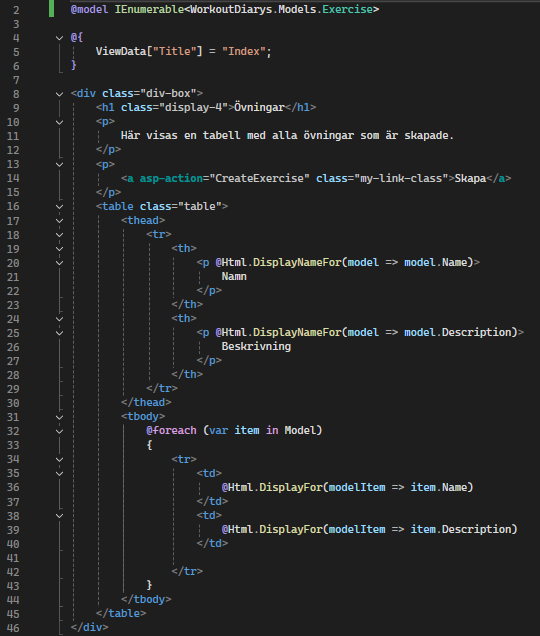 2 @model IEnumerable<WorkoutDiarys.Models.Exercise>
3
4 @{
5     ViewData["Title"] = "Index";
6 }
7
8 <div class="div-box">
9     <h1 class="display-4">Övningar</h1>
10     <p>
11         Här visas en tabell med alla övningar som är skapade.
12     </p>
13     <p>
14         <a asp-action="CreateExercise" class="my-link-class">Skapa</a>
15     </p>
16     <table class="table">
17         <thead>
18             <tr>
19                 <th>
20                     <p @Html.DisplayNameFor(model => model.Name)>
21                         Namn
22                     </p>
23                 </th>
24                 <th>
25                     <p @Html.DisplayNameFor(model => model.Description)>
26                         Beskrivning
27                     </p>
28                 </th>
29             </tr>
30         </thead>
31         <tbody>
32             @foreach (var item in Model)
33             {
34                 <tr>
35                     <td>
36                         @Html.DisplayFor(modelItem => item.Name)
37                     </td>
38                     <td>
39                         @Html.DisplayFor(modelItem => item.Description)
40                     </td>
41
42                 </tr>
43             }
44         </tbody>
45     </table>
46 </div>